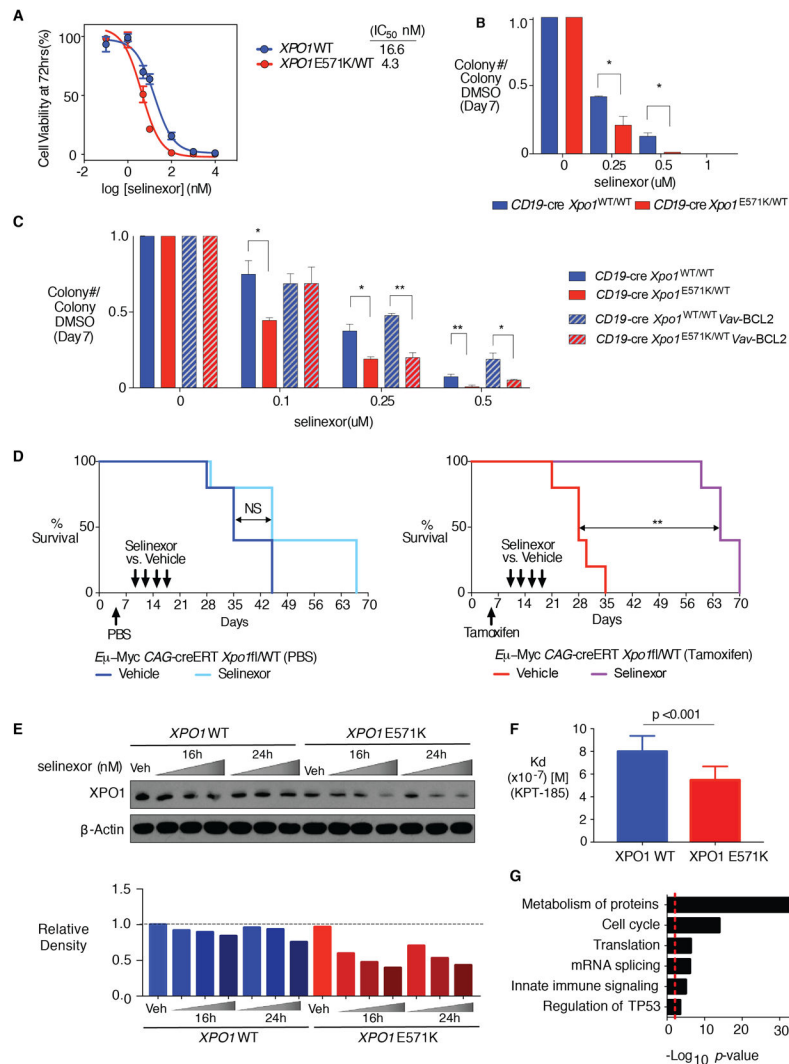 A
(IC50 nM)
XPO1 WT 16.6
XPO1 E571K/WT 4.3
Cell Viability at 72hrs(%)
100
50
0
-2 0 2 4
log [selinexor] (nM)
B
Colony#/
Colony
DMSO
(Day7)
1.0
0.5
0
*
*
0 0.25 0.5 1
selinexor (uM)
CD19-cre Xpo1WT/WT CD19-cre Xpo1E571K/WT
C
Colony#/
Colony
DMSO
(Day7)
1.0
0.5
0
*
* **
** *
0 0.1 0.25 0.5
selinexor(uM)
CD19-cre Xpo1WT/WT
CD19-cre Xpo1E571K/WT
CD19-cre Xpo1WT/WT Vav-BCL2
CD19-cre Xpo1E571K/WT Vav-BCL2
D
%
Survival
100
50
0
NS
Selinexor
vs. Vehicle
0 7 14 21 28 35 42 49 56 63 70
PBS
Days
Eμ–Myc CAG-creERT Xpo1fl/WT (PBS)
Vehicle Selinexor
%
Survival
100
50
0
**
Selinexor
vs. Vehicle
0 7 14 21 28 35 42 49 56 63 70
Tamoxifen
Days
Eμ–Myc CAG-creERT Xpo1fl/WT (Tamoxifen)
Vehicle Selinexor
E
XPO1 WT XPO1 E571K
16h 24h 16h 24h
selinexor (nM) Veh Veh
XPO1
β-Actin
Relative
Density
1.5
1.0
0.5
0.0
Veh 16h 24h Veh 16h 24h
XPO1 WT XPO1 E571K
F
p <0.001
Kd
(x10-7) [M]
(KPT-185)
10
8
6
4
2
0
XPO1 WT XPO1 E571K
G
Metabolism of proteins
Cell cycle
Translation
mRNA splicing
Innate immune signaling
Regulation of TP53
0 10 20 30
-Log10 p-value